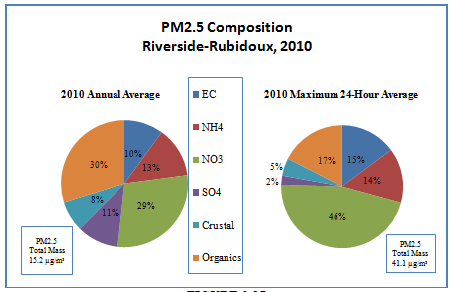 PM2.5 Composition
Riverside-Rubidoux, 2010
2010 Annual Average
10%
13%
29%
11%
8%
30%
PM2.5
Total Mass
15.2 µg/m³
EC
NH4
NO3
SO4
Crustal
Organics
2010 Maximum 24-Hour Average
15%
14%
46%
2%
5%
17%
PM2.5
Total Mass
41.1 µg/m³